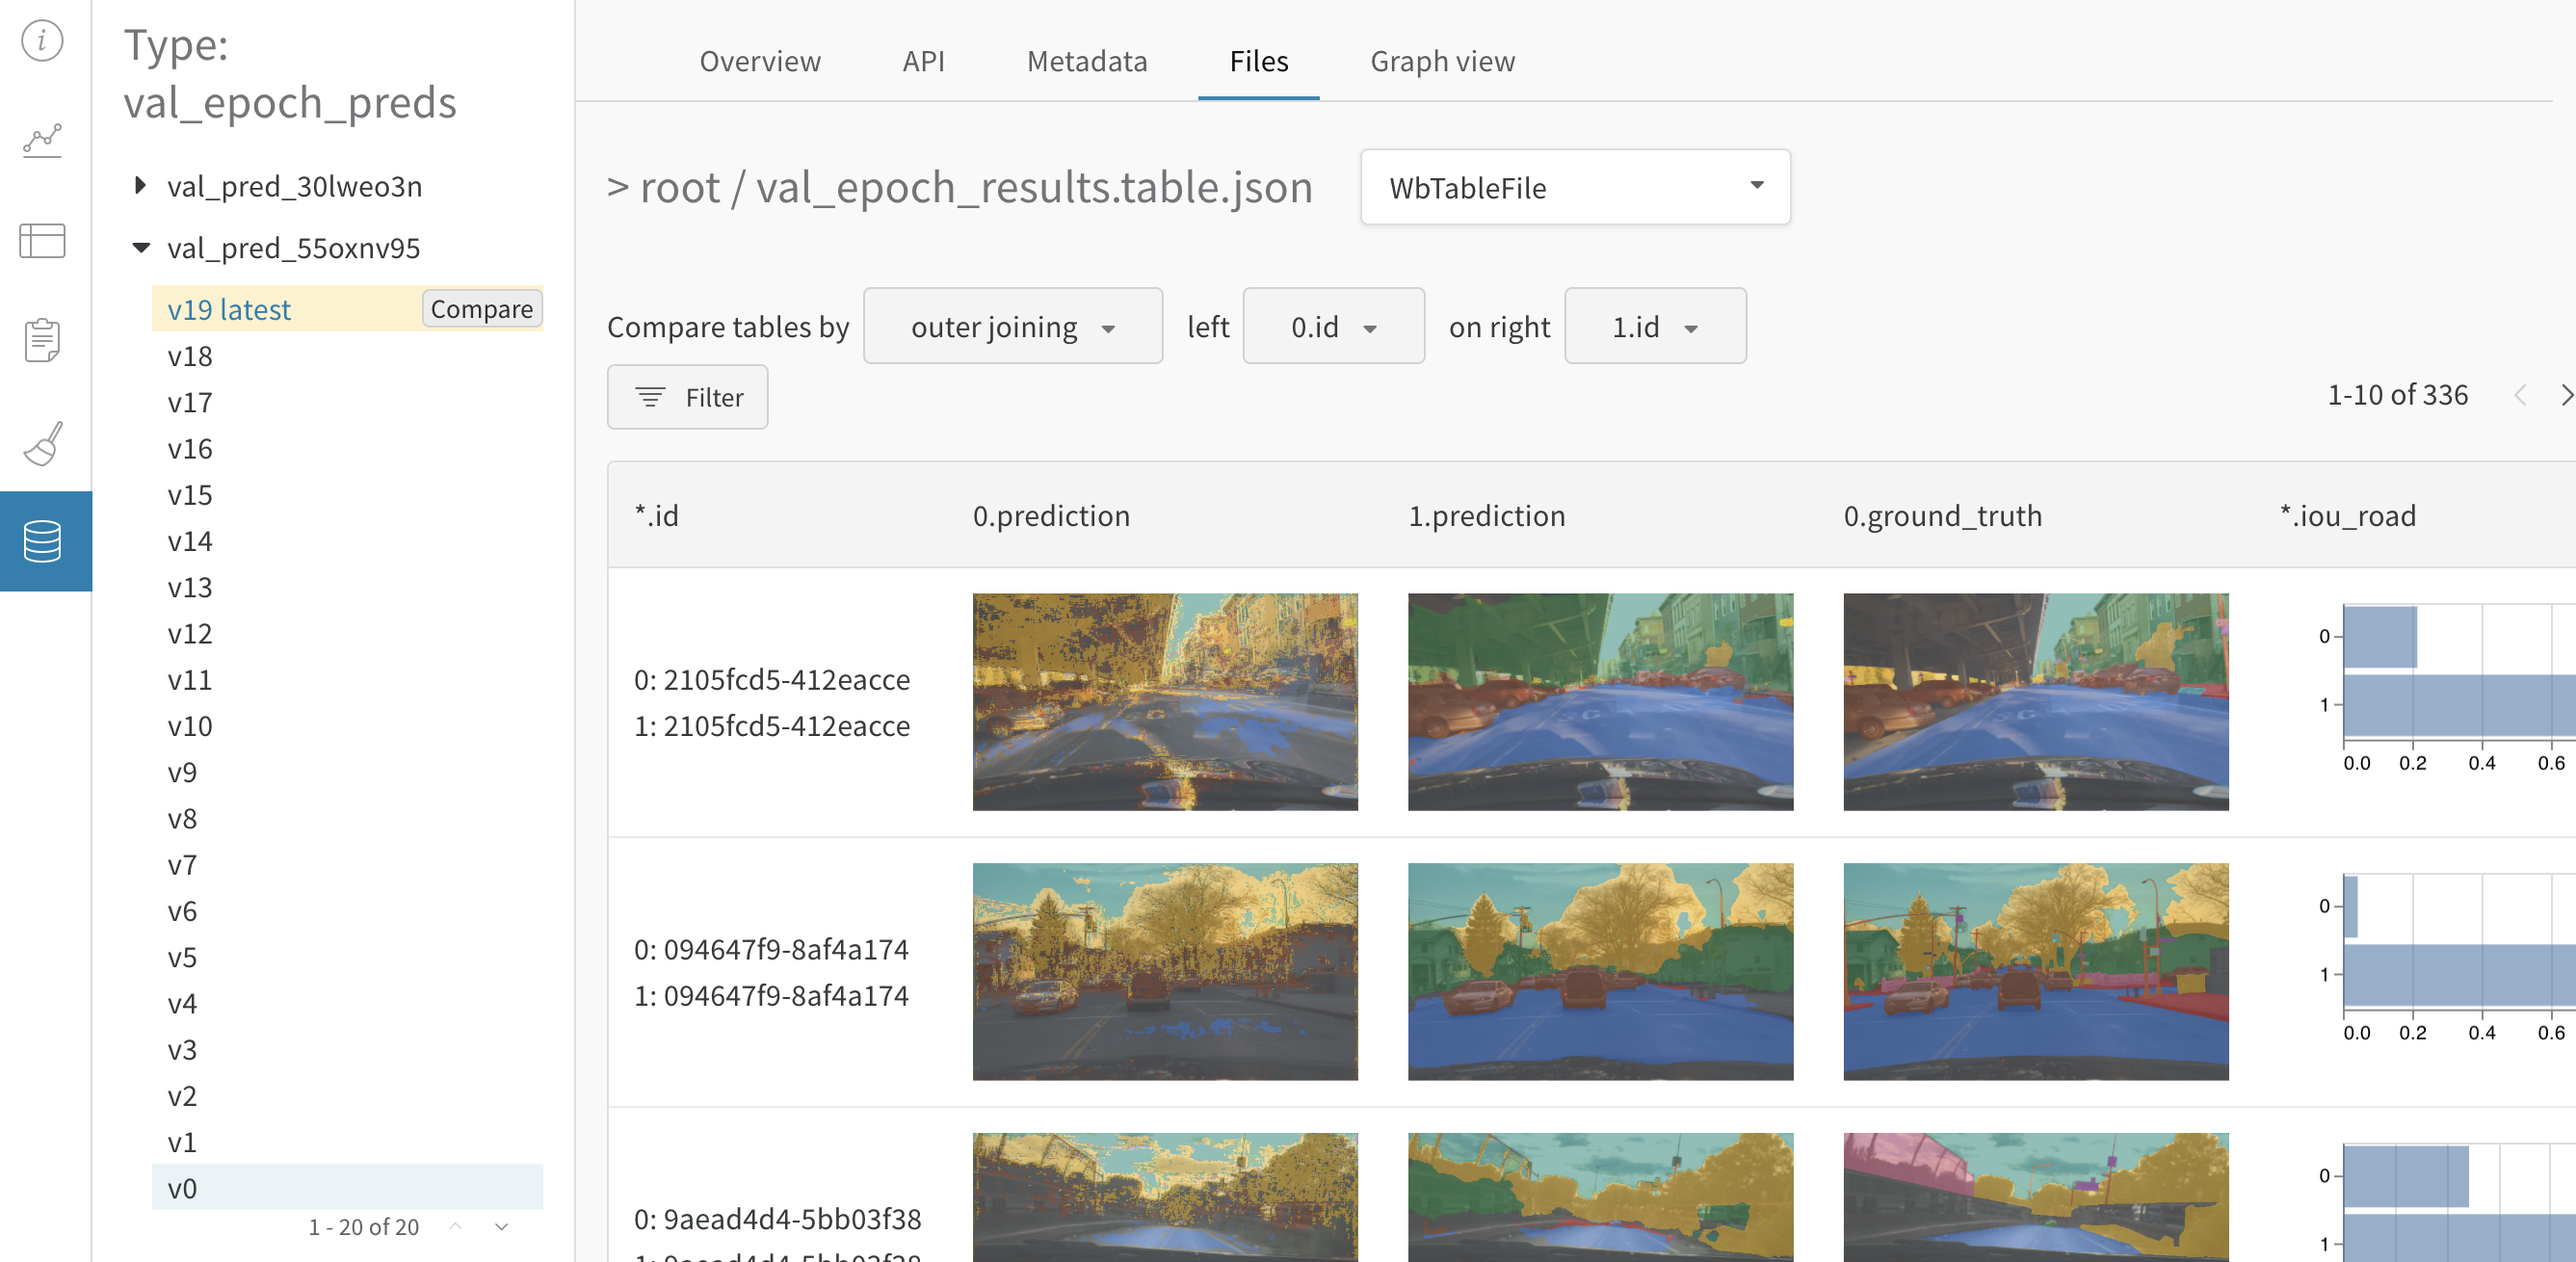 Type:
val_epoch_preds
val_pred_30lweo3n
val_pred_55oxnv95
v19 latest
Compare
v18
v17
v16
v15
v14
v13
v12
v11
v10
v9
v8
v7
v6
v5
v4
v3
v2
v1
v0
1 - 20 of 20
Overview API Metadata Files Graph view
> root / val_epoch_results.table.json
WbTableFile
Compare tables by outer joining left 0.id on right 1.id
Filter
1-10 of 336
*.id 0.prediction 1.prediction 0.ground_truth *.iou_road
0: 2105fcd5-412eacce
1: 2105fcd5-412eacce
0
1
0.0 0.2 0.4 0.6
0: 094647f9-8af4a174
1: 094647f9-8af4a174
0
1
0.0 0.2 0.4 0.6
0: 9aead4d4-5bb03f38
1: 9aead4d4-5bb03f38
0
1